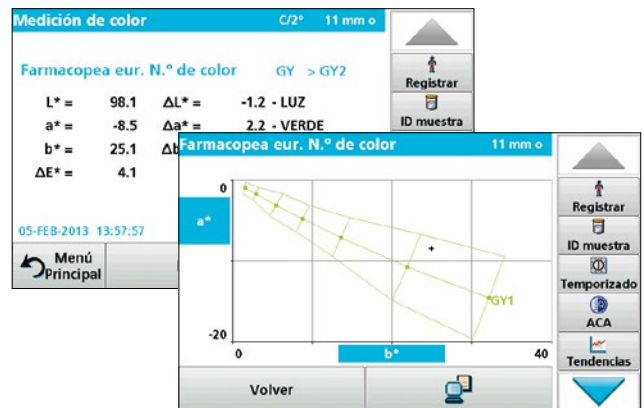 Medición de color C/2° 11 mm o
Farmacopea eur. N.º de color GY > GY2
L* = 98.1 ΔL* = -1.2 - LUZ
a* = -8.5 Δa* = 2.2 - VERDE
b* = 25.1
ΔE* = 4.1
05-FEB-2013 13:57:57
Menú
Principal
Registrar
ID muestra
Farmacopea eur. N.º de color 11 mm o
0
a*
-20
0
b*
40
GY1
Volver
Registrar
ID muestra
Temporizado
ACA
Tendencias